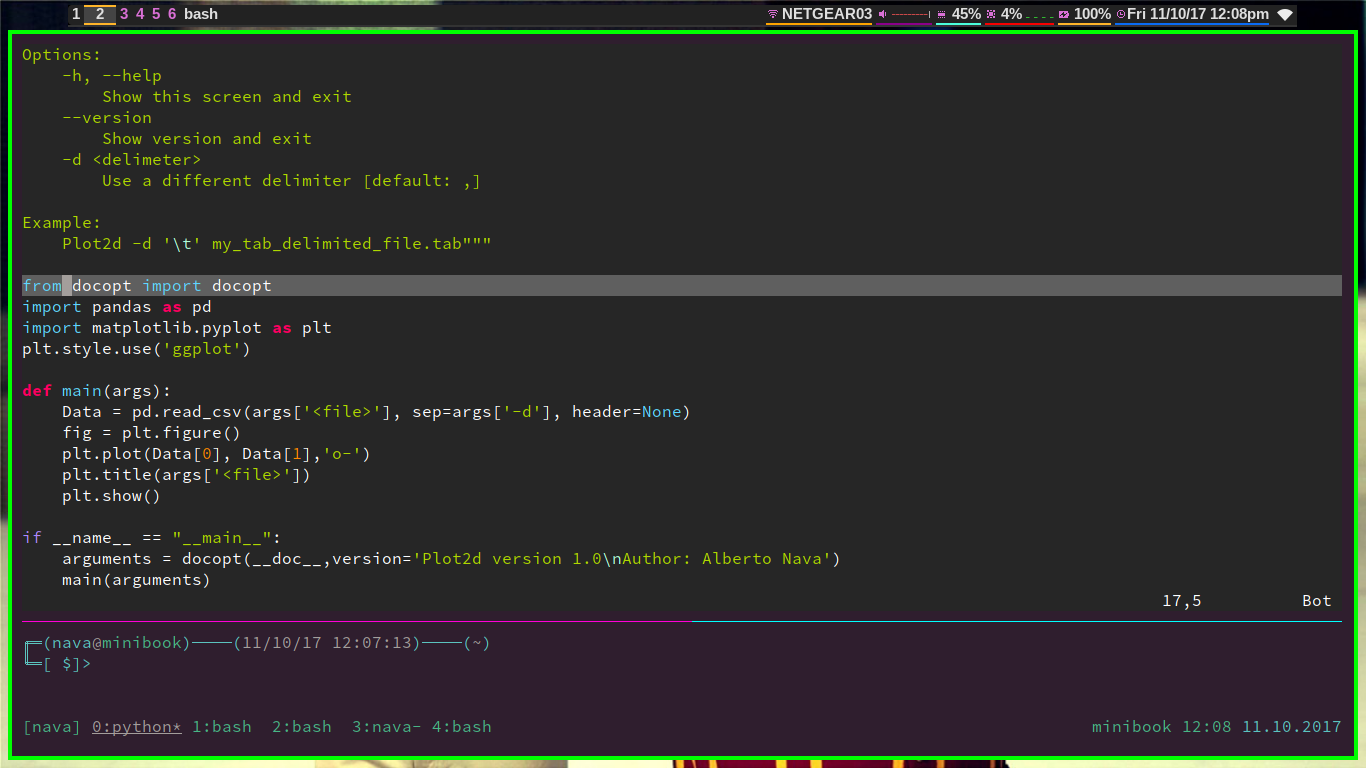 1 2 3 4 5 6 bash NETGEAR03 45% 4% 100% Fri 11/10/17 12:08pm
Options:
    -h, --help
        Show this screen and exit
    --version
        Show version and exit
    -d <delimeter>
        Use a different delimiter [default: ,]

Example:
    Plot2d -d '\t' my_tab_delimited_file.tab"""

from docopt import docopt
import pandas as pd
import matplotlib.pyplot as plt
plt.style.use('ggplot')

def main(args):
    Data = pd.read_csv(args['<file>'], sep=args['-d'], header=None)
    fig = plt.figure()
    plt.plot(Data[0], Data[1],'o-')
    plt.title(args['<file>'])
    plt.show()

if __name__ == "__main__":
    arguments = docopt(__doc__,version='Plot2d version 1.0\nAuthor: Alberto Nava')
    main(arguments)
17,5 Bot
╔═(nava@minibook)────(11/10/17 12:07:13)────(~)
╚═[ $]>
[nava] 0:python* 1:bash  2:bash  3:nava- 4:bash minibook 12:08 11.10.2017